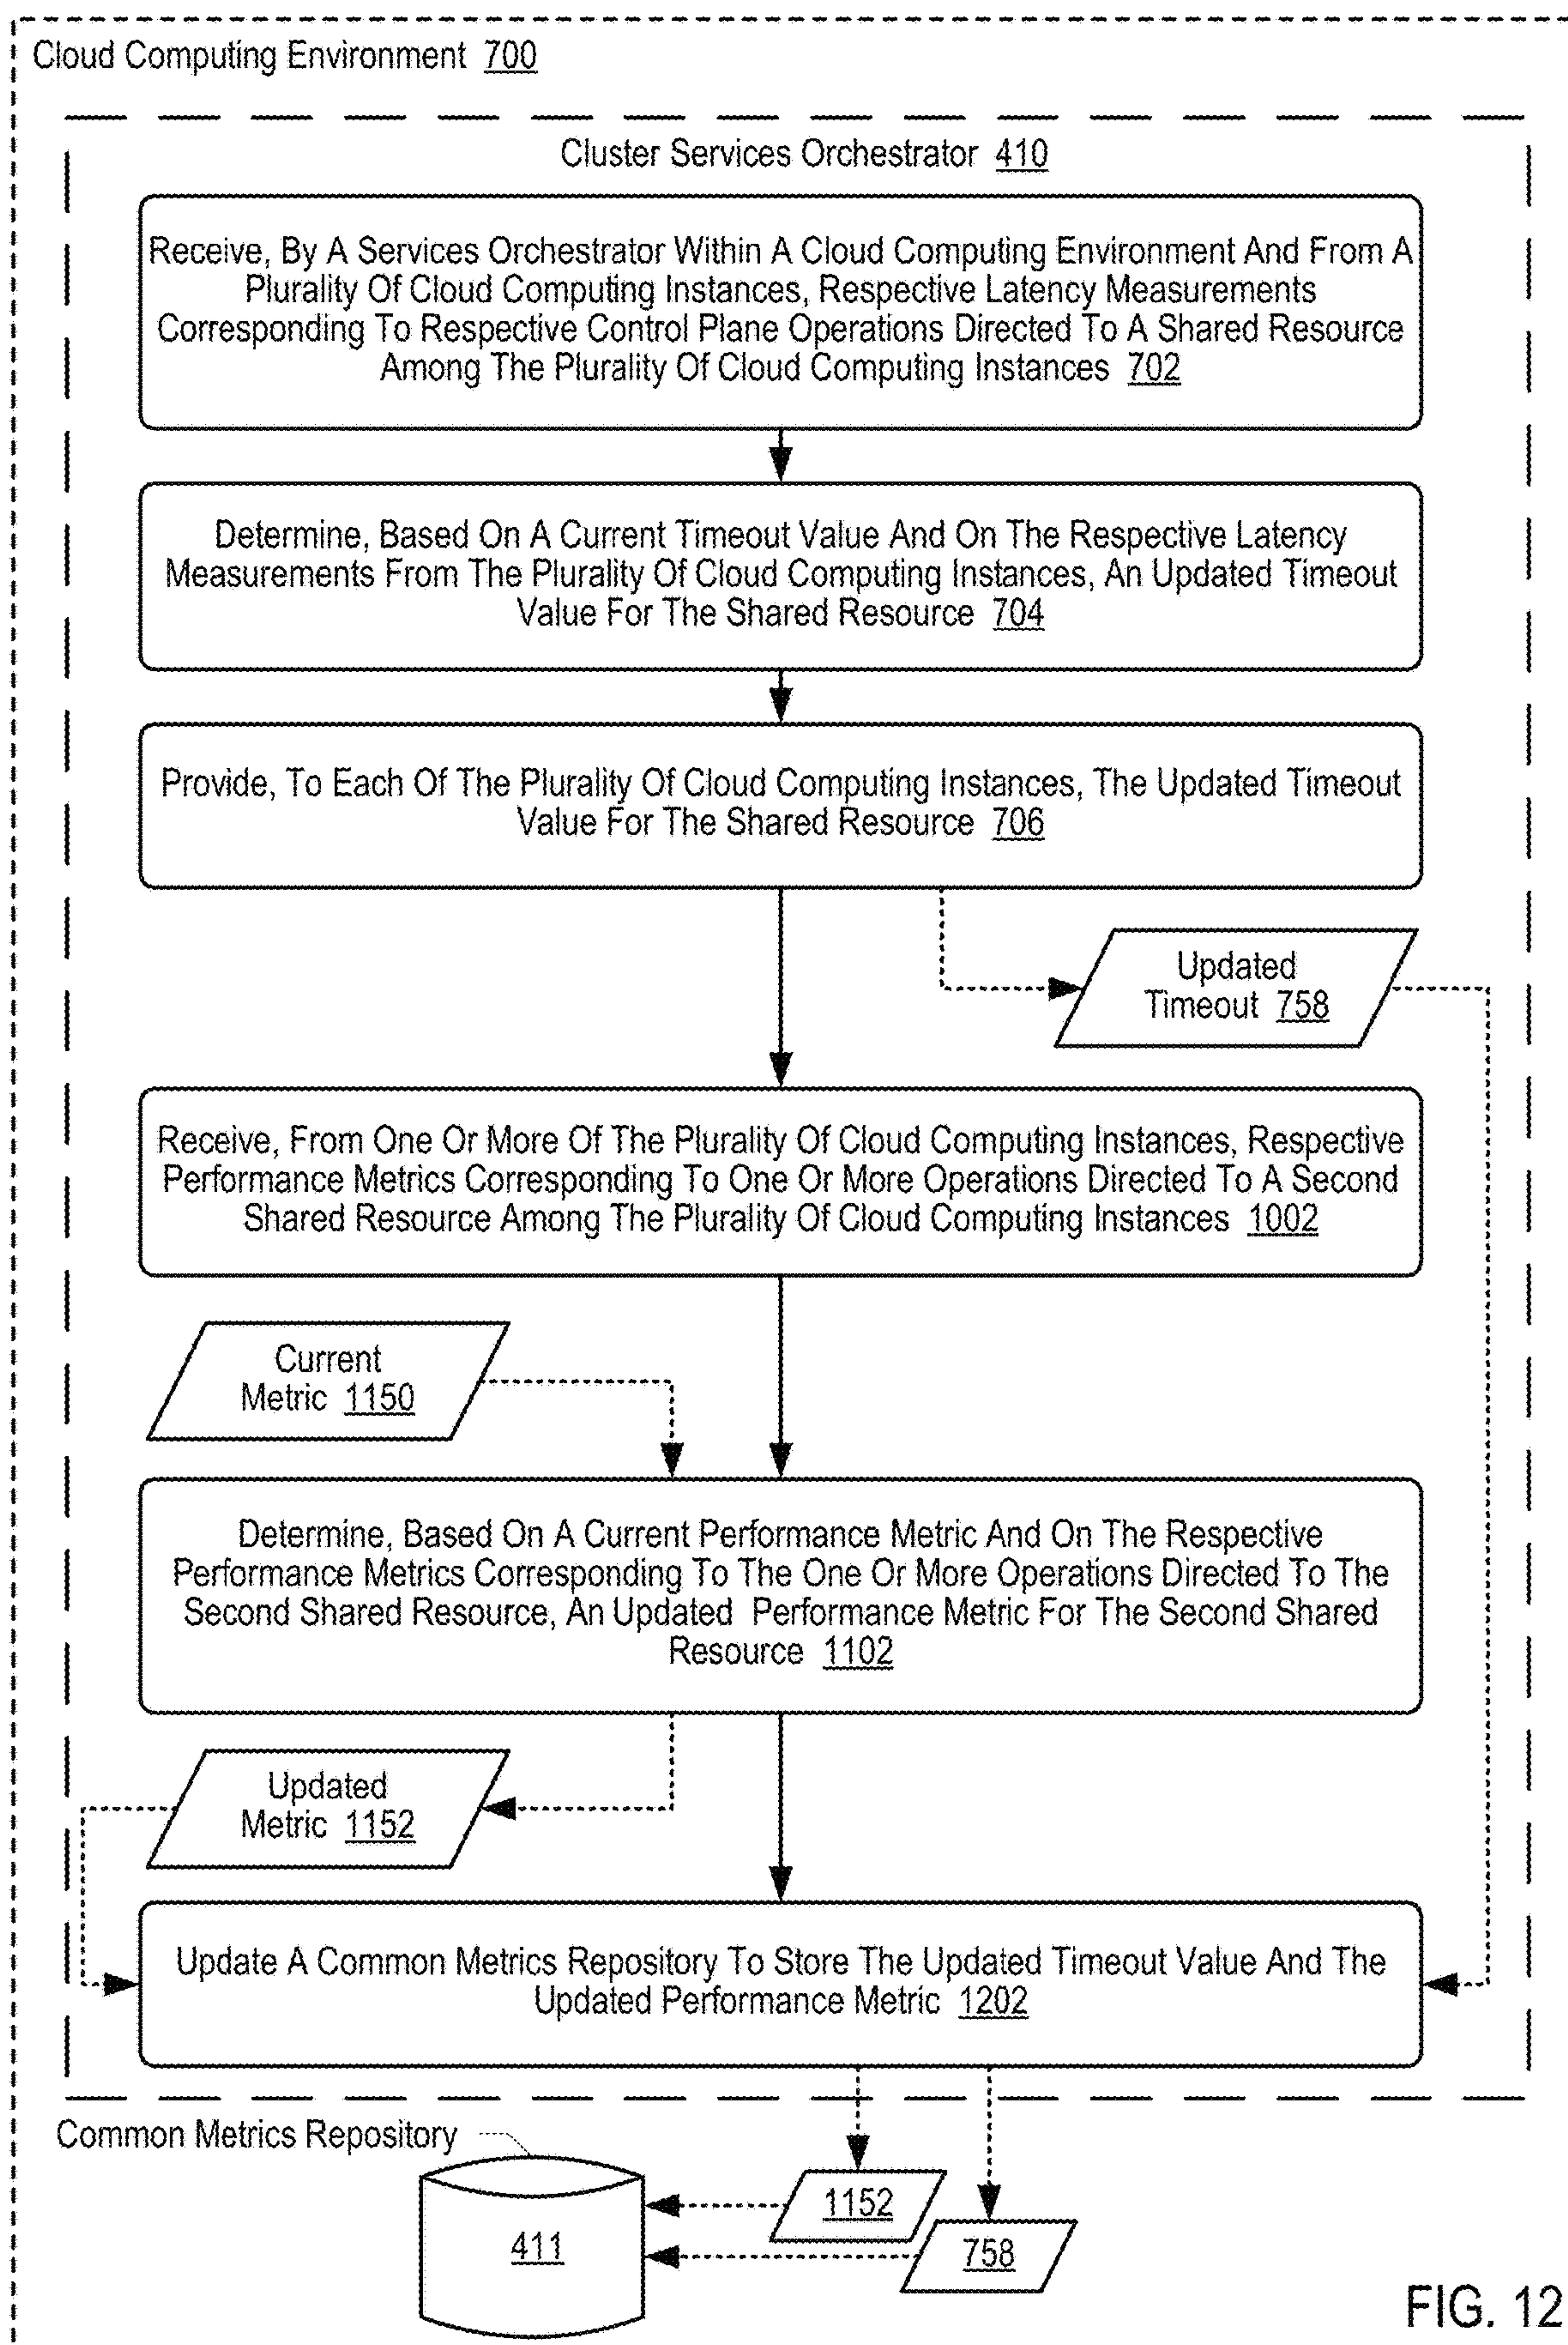 Cloud Computing Environment 700
Cluster Services Orchestrator 410
Receive, By A Services Orchestrator Within A Cloud Computing Environment And From A
Plurality Of Cloud Computing Instances, Respective Latency Measurements
Corresponding To Respective Control Plane Operations Directed To A Shared Resource
Among The Plurality Of Cloud Computing Instances 702
Determine, Based On A Current Timeout Value And On The Respective Latency
Measurements From The Plurality Of Cloud Computing Instances, An Updated Timeout
Value For The Shared Resource 704
Provide, To Each Of The Plurality Of Cloud Computing Instances, The Updated Timeout
Value For The Shared Resource 706
Updated
Timeout 758
Receive, From One Or More Of The Plurality Of Cloud Computing Instances, Respective
Performance Metrics Corresponding To One Or More Operations Directed To A Second
Shared Resource Among The Plurality Of Cloud Computing Instances 1002
Current
Metric 1150
Determine, Based On A Current Performance Metric And On The Respective
Performance Metrics Corresponding To The One Or More Operations Directed To The
Second Shared Resource, An Updated Performance Metric For The Second Shared
Resource 1102
Updated
Metric 1152
Update A Common Metrics Repository To Store The Updated Timeout Value And The
Updated Performance Metric 1202
Common Metrics Repository
1152
411
758
FIG. 12